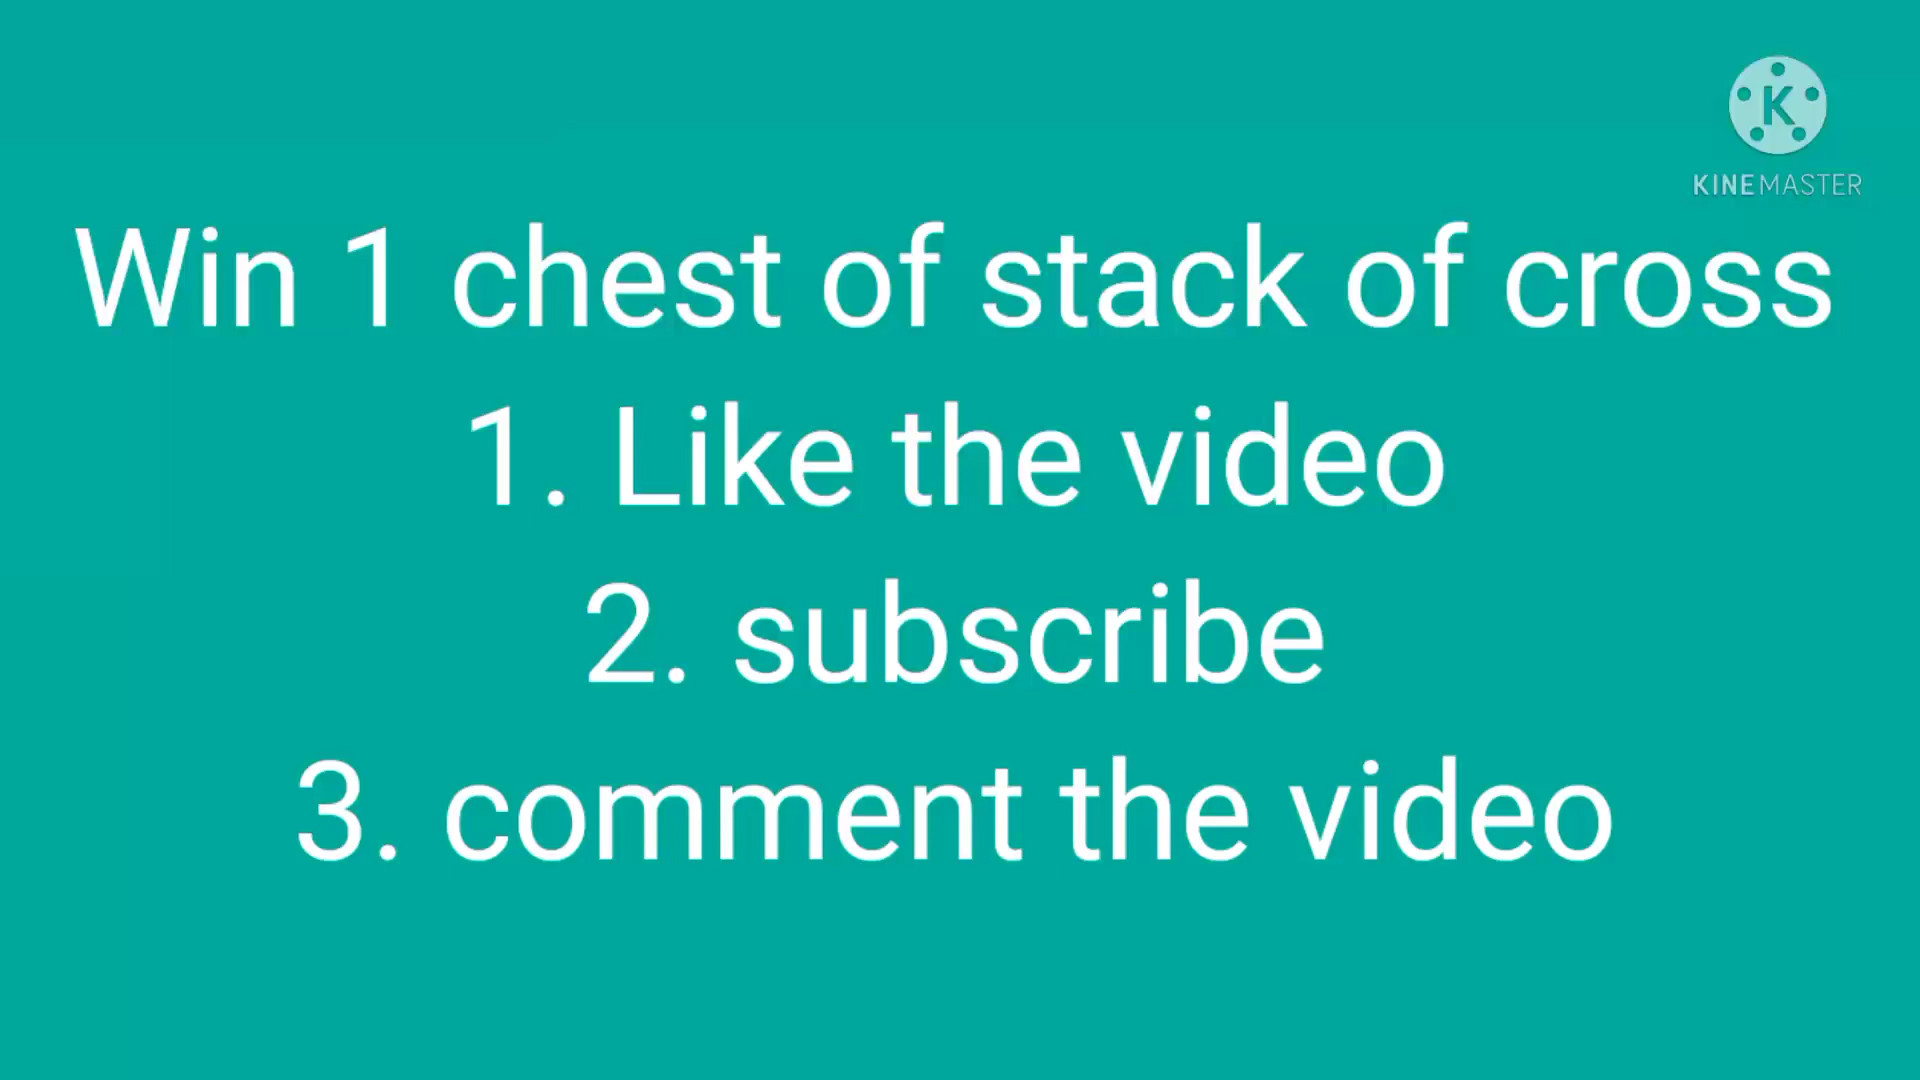 KINEMASTER
Win 1 chest of stack of cross
1. Like the video
2. subscribe
3. comment the video